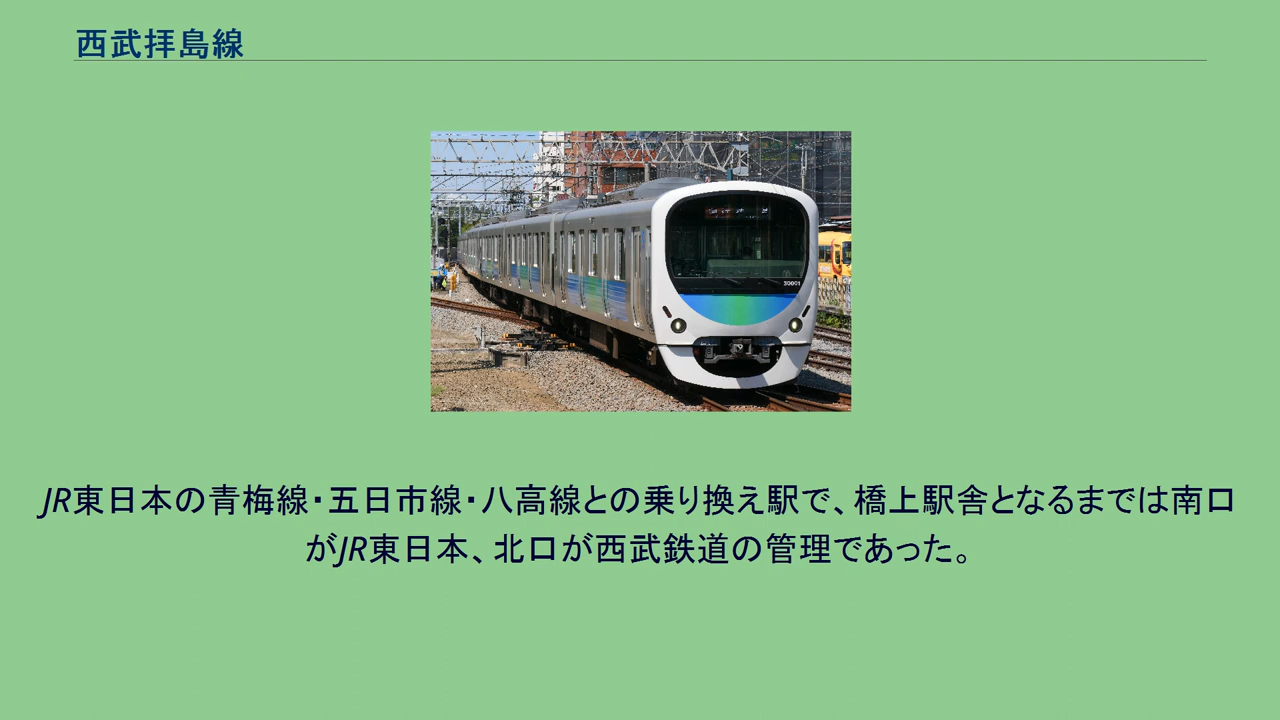 西武拝島線
30001
JR東日本の青梅線・五日市線・八高線との乗り換え駅で、橋上駅舎となるまでは南口
がJR東日本、北口が西武鉄道の管理であった。